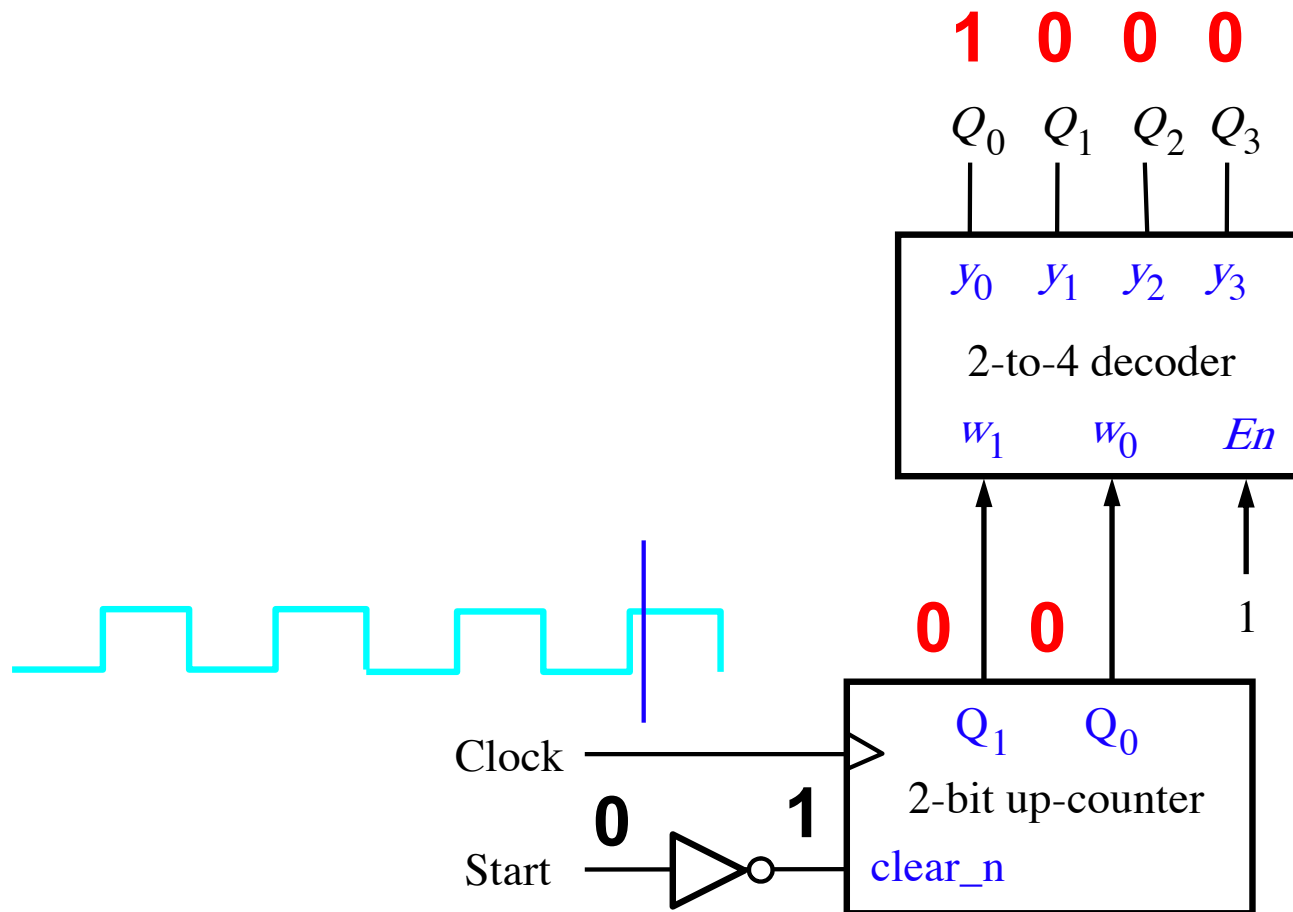 1 0 0 0
Q0 Q1 Q2 Q3
y0 y1 y2 y3
2-to-4 decoder
w1 w0 En
0 0 1
Q1 Q0
Clock
2-bit up-counter
0 1
Start
clear_n